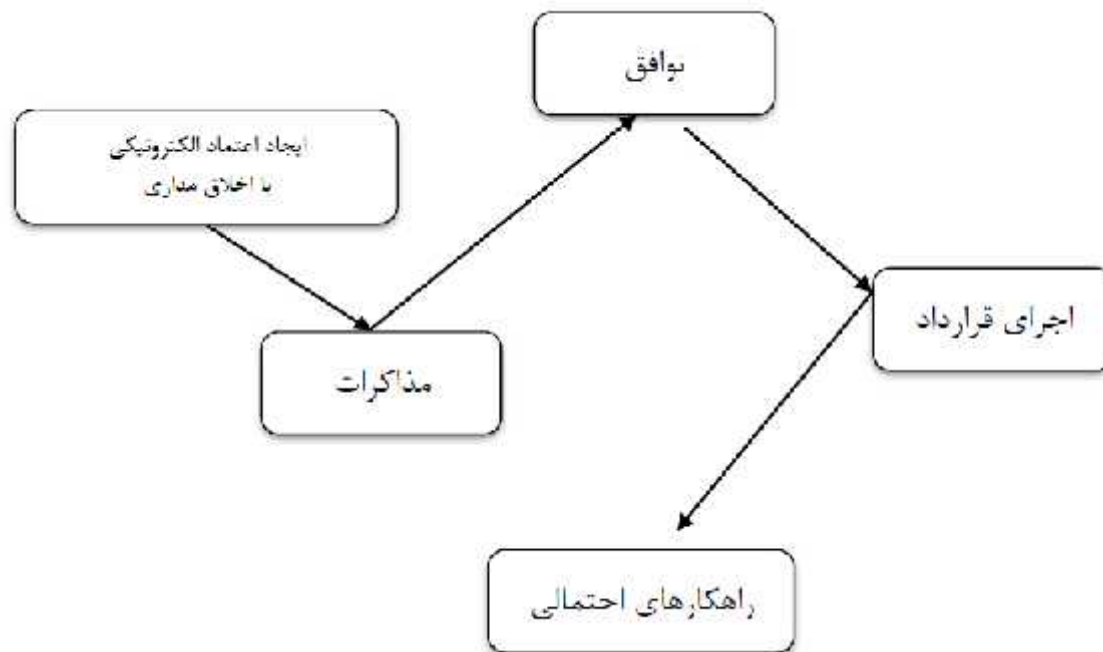 توافق
ایجاد اعتماد الکترونیکی
با اخلاق مداری
اجرای قرارداد
مذاکرات
راهکارهای احتمالی